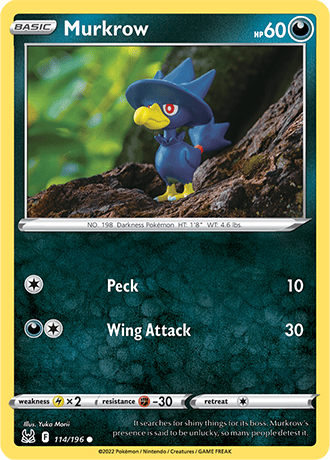 BASIC Murkrow HP 60
NO. 198 Darkness Pokémon HT: 1'8" WT: 4.6 lbs.
Peck 10
Wing Attack 30
weakness ×2 resistance -30 retreat
Illus. Yuka Morii
It searches for shiny things for its boss. Murkrow's
presence is said to be unlucky, so many people detest it.
F 114/196
©2022 Pokémon / Nintendo / Creatures / GAME FREAK